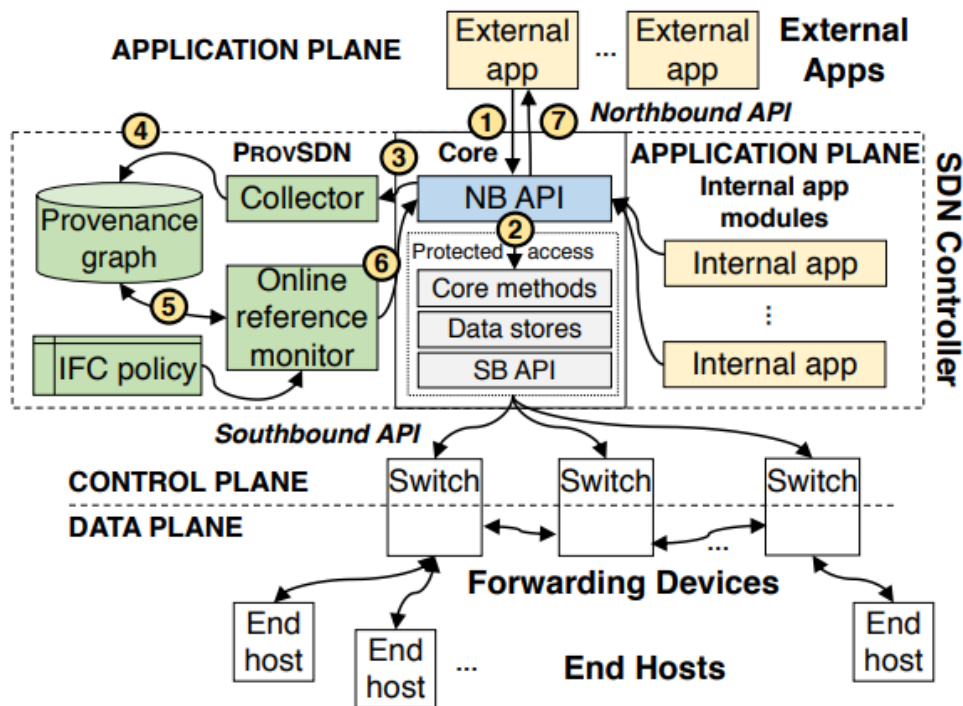 APPLICATION PLANE
External app
...
External app
External Apps
1
7
Northbound API
4
PROVSDN
3
Core
APPLICATION PLANE
Internal app modules
SDN Controller
Collector
NB API
Provenance graph
2
Protected access
6
Online reference monitor
Core methods
Internal app
5
Data stores
...
IFC policy
SB API
Internal app
Southbound API
CONTROL PLANE
Switch
Switch
Switch
DATA PLANE
...
Forwarding Devices
End host
End host
...
End Hosts
End host